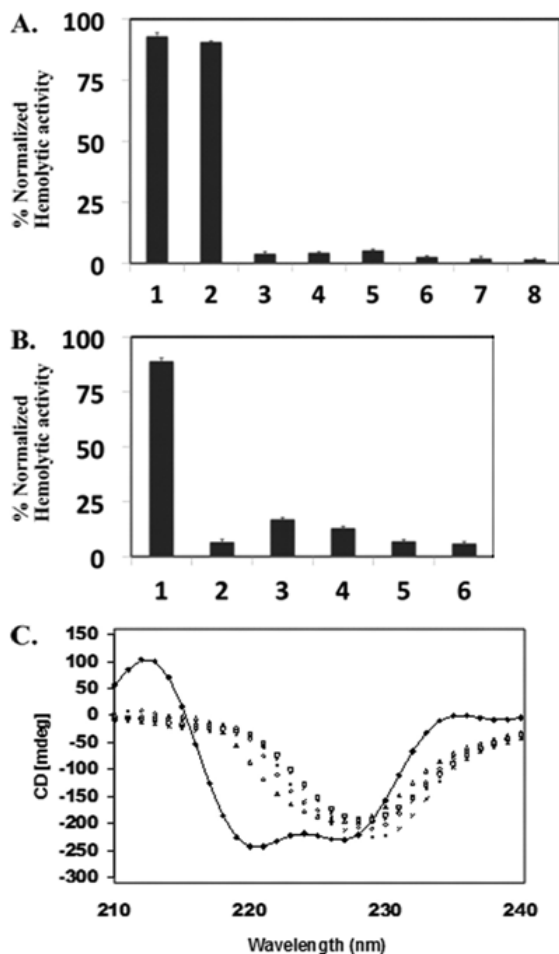 A.
% Normalized
Hemolytic activity
100
75
50
25
0
1 2 3 4 5 6 7 8
B.
% Normalized
Hemolytic activity
100
75
50
25
0
1 2 3 4 5 6
C.
CD[mdeg]
150
100
50
0
-50
-100
-150
-200
-250
-300
210 220 230 240
Wavelength (nm)